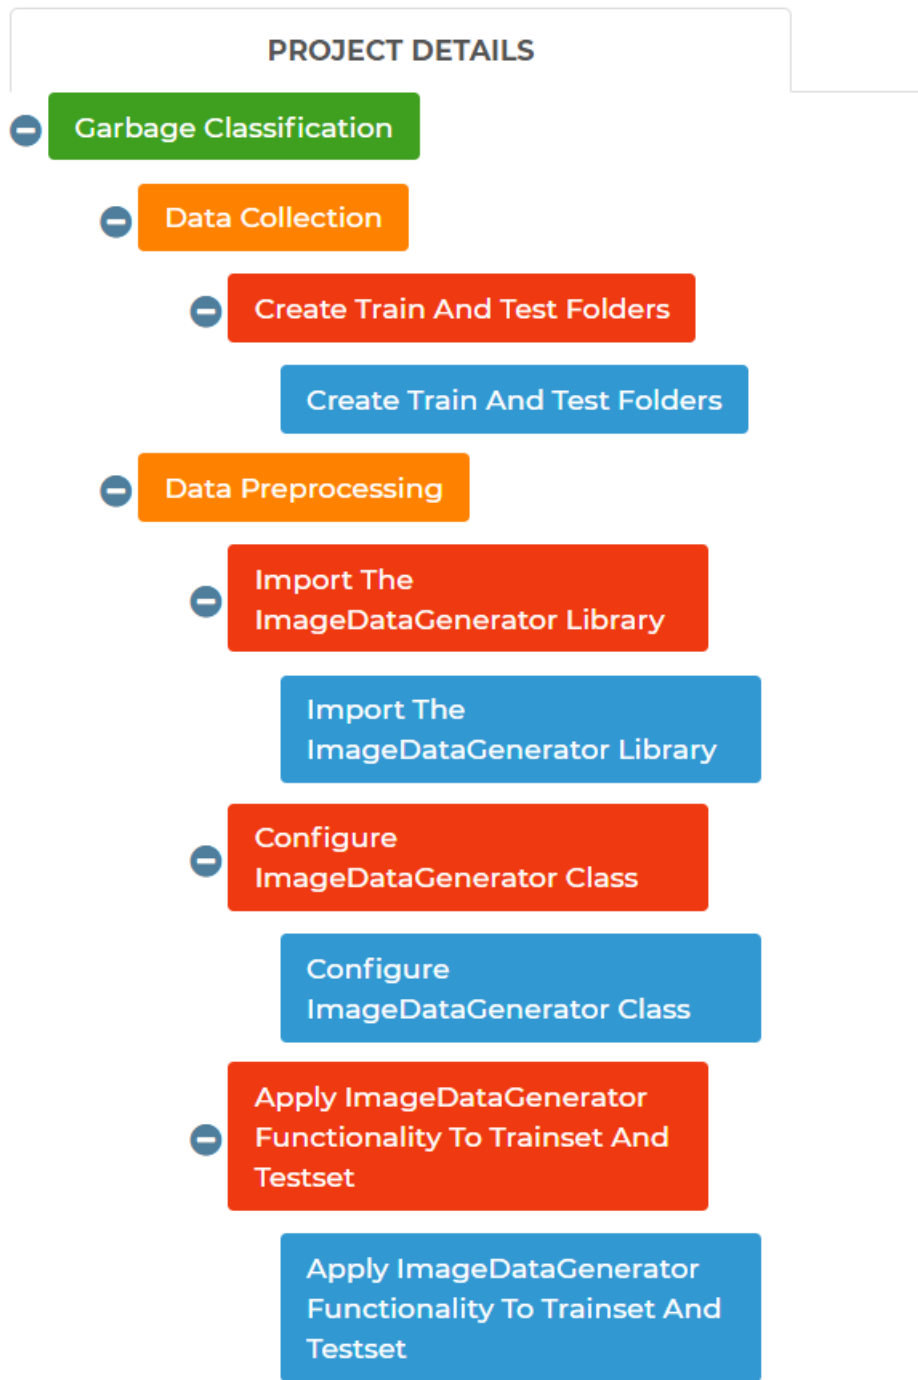 PROJECT DETAILS
Garbage Classification
Data Collection
Create Train And Test Folders
Create Train And Test Folders
Data Preprocessing
Import The
ImageDataGenerator Library
Import The
ImageDataGenerator Library
Configure
ImageDataGenerator Class
Configure
ImageDataGenerator Class
Apply ImageDataGenerator
Functionality To Trainset And
Testset
Apply ImageDataGenerator
Functionality To Trainset And
Testset